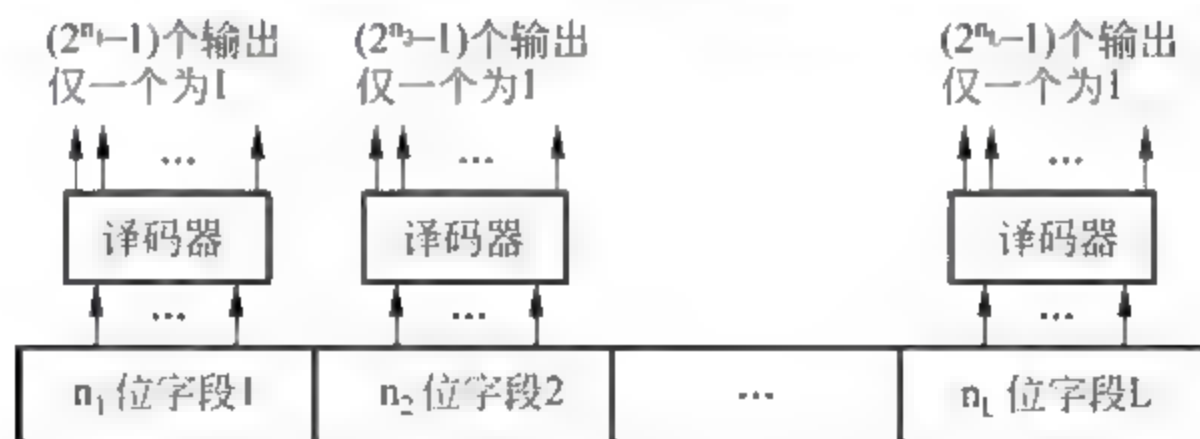 (2ⁿ¹−1)个输出
仅一个为1
(2ⁿ²−1)个输出
仅一个为1
(2ⁿᴸ−1)个输出
仅一个为1
...
...
...
译码器
译码器
译码器
...
...
...
n₁ 位字段1
n₂ 位字段2
...
n_L 位字段L